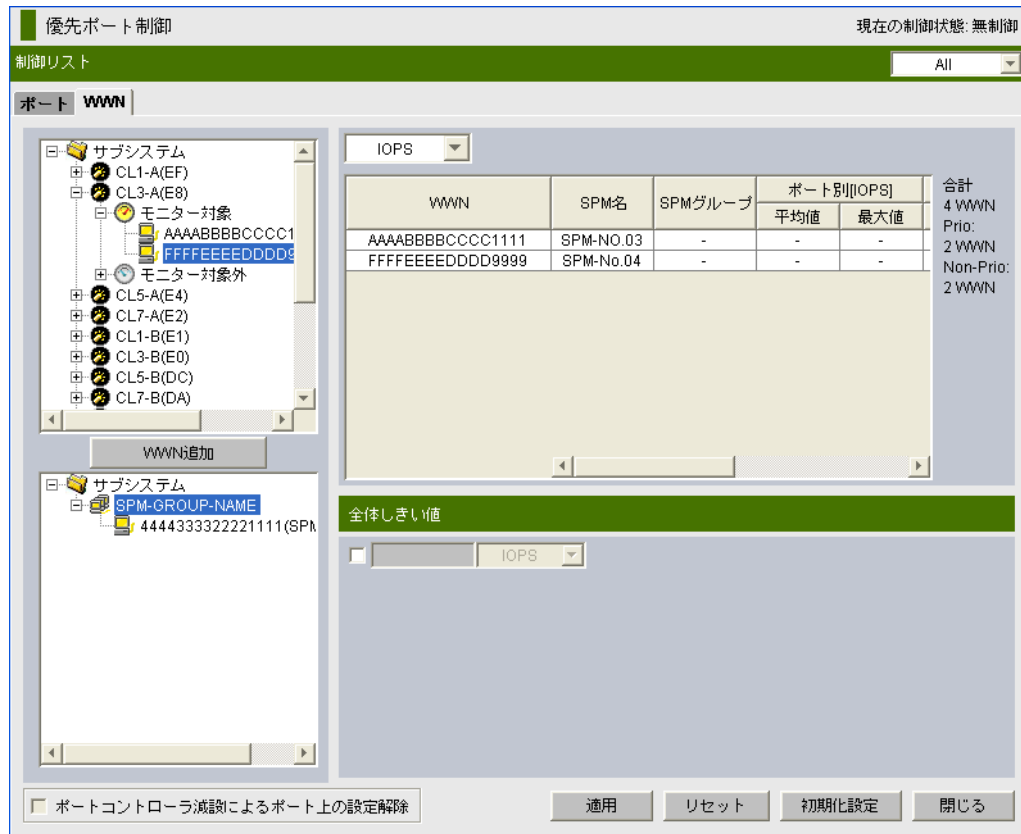 優先ポート制御
現在の制御状態: 無制御
制御リスト
All
ポート WWN
サブシステム
CL1-A(EF)
CL3-A(E8)
モニター対象
AAAABBBBCCCC1
FFFFEEEEDDDD9
モニター対象外
CL5-A(E4)
CL7-A(E2)
CL1-B(E1)
CL3-B(E0)
CL5-B(DC)
CL7-B(DA)
WWN追加
サブシステム
SPM-GROUP-NAME
4444333322221111(SPM
IOPS
WWN SPM名 SPMグループ ポート別[IOPS]
平均値 最大値
AAAABBBBCCCC1111 SPM-NO.03 - - -
FFFFEEEEDDDD9999 SPM-No.04 - - -
合計
4 WWN
Prio:
2 WWN
Non-Prio:
2 WWN
全体しきい値
IOPS
ポートコントローラ減設によるポート上の設定解除
適用 リセット 初期化設定 閉じる